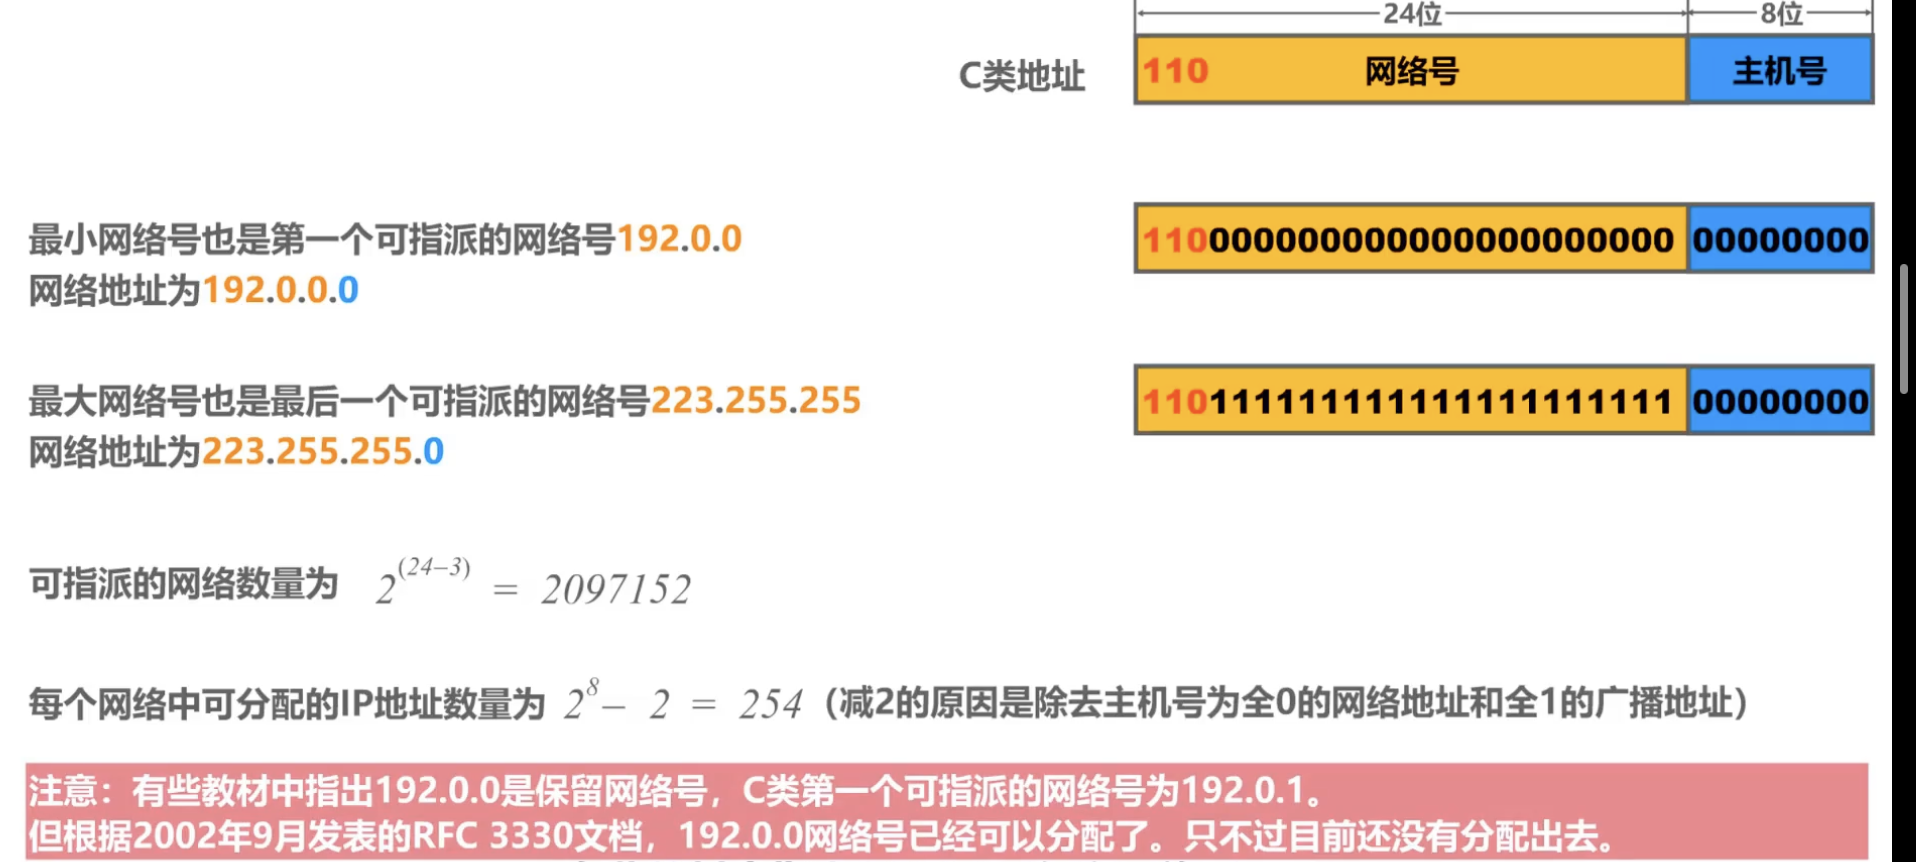 24位 8位
C类地址 110 网络号 主机号
最小网络号也是第一个可指派的网络号192.0.0
网络地址为192.0.0.0
110000000000000000000000 00000000
最大网络号也是最后一个可指派的网络号223.255.255
网络地址为223.255.255.0
110111111111111111111111 00000000
可指派的网络数量为 2^(24-3) = 2097152
每个网络中可分配的IP地址数量为 2^8 - 2 = 254（减2的原因是除去主机号为全0的网络地址和全1的广播地址）
注意：有些教材中指出192.0.0是保留网络号，C类第一个可指派的网络号为192.0.1。
但根据2002年9月发表的RFC 3330文档，192.0.0网络号已经可以分配了。只不过目前还没有分配出去。